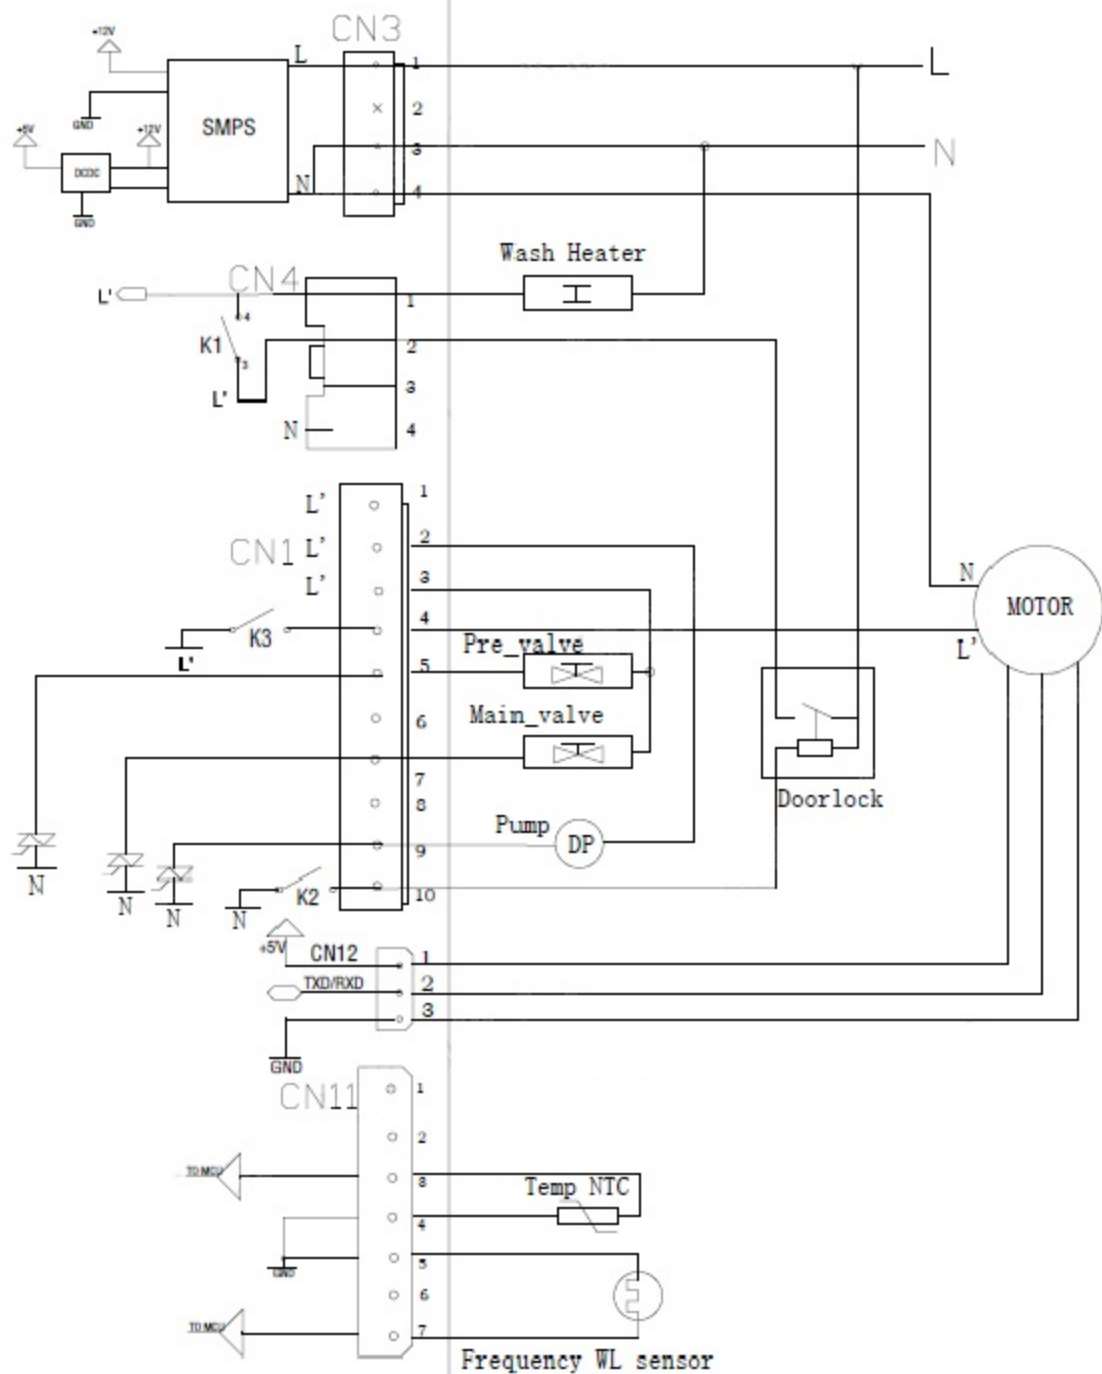 +12V
CN3
L
1
L
GND
SMPS
2
+5V
+12V
DCDC
3
N
N
4
GND
Wash Heater
CN4
L'
1
4
K1
2
3
L'
3
N
4
L'
1
CN1
L'
2
L'
3
N
MOTOR
4
K3
L'
Pre_valve
L'
5
Main_valve
6
7
8
Doorlock
Pump
DP
9
N
N
N
N
K2
10
+5V
CN12
1
TXD/RXD
2
3
GND
CN11
1
2
TO MCU
3
Temp NTC
4
GND
5
6
TO MCU
7
Frequency WL sensor